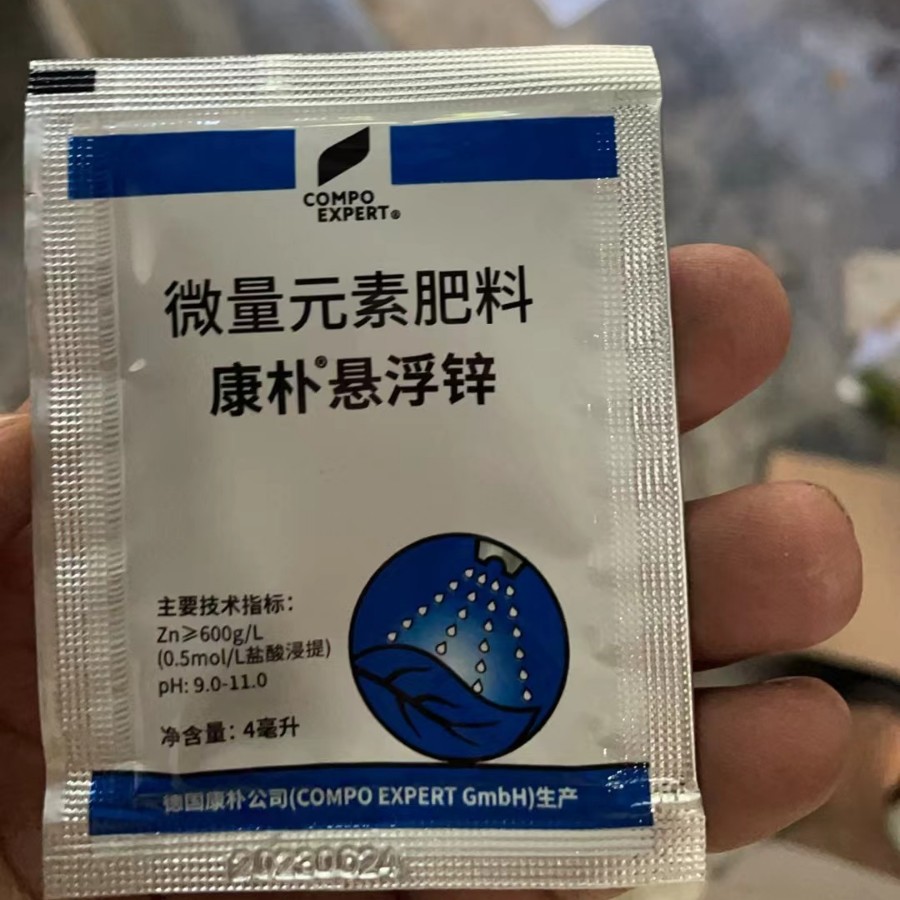 COMPO
EXPERT®
微量元素肥料
康朴®悬浮锌
主要技术指标：
Zn≥600g/L
(0.5mol/L盐酸浸提)
pH: 9.0-11.0
净含量：4毫升
德国康朴公司(COMPO EXPERT GmbH)生产
20230624